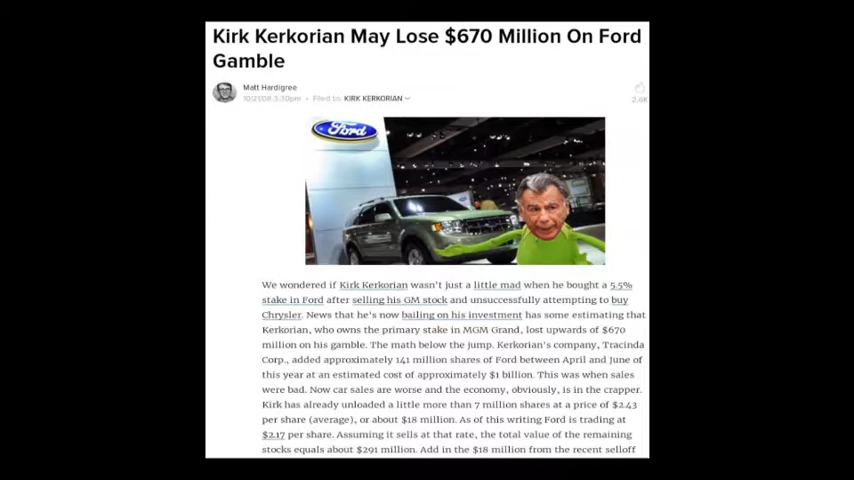 Kirk Kerkorian May Lose $670 Million On Ford
Gamble
Matt Hardigree
10/21/08 3:30pm • Filed to: KIRK KERKORIAN
2.6K
Ford
We wondered if Kirk Kerkorian wasn't just a little mad when he bought a 5.5%
stake in Ford after selling his GM stock and unsuccessfully attempting to buy
Chrysler. News that he's now bailing on his investment has some estimating that
Kerkorian, who owns the primary stake in MGM Grand, lost upwards of $670
million on his gamble. The math below the jump. Kerkorian's company, Tracinda
Corp., added approximately 141 million shares of Ford between April and June of
this year at an estimated cost of approximately $1 billion. This was when sales
were bad. Now car sales are worse and the economy, obviously, is in the crapper.
Kirk has already unloaded a little more than 7 million shares at a price of $2.43
per share (average), or about $18 million. As of this writing Ford is trading at
$2.17 per share. Assuming it sells at that rate, the total value of the remaining
stocks equals about $291 million. Add in the $18 million from the recent selloff